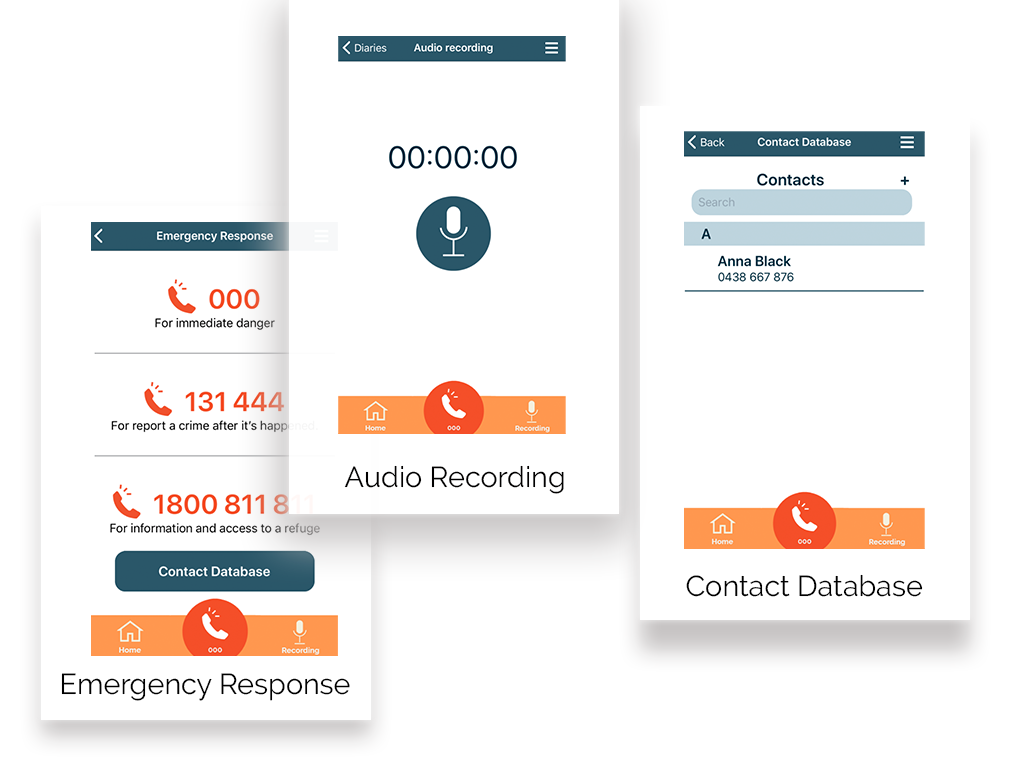 Emergency Response
000
For immediate danger
131 444
For report a crime after it's happened.
1800 811 811
For information and access to a refuge
Contact Database
Home
000
Recording
Emergency Response
Diaries
Audio recording
00:00:00
Home
000
Recording
Audio Recording
Back
Contact Database
Contacts
+
Search
A
Anna Black
0438 667 876
Home
000
Recording
Contact Database